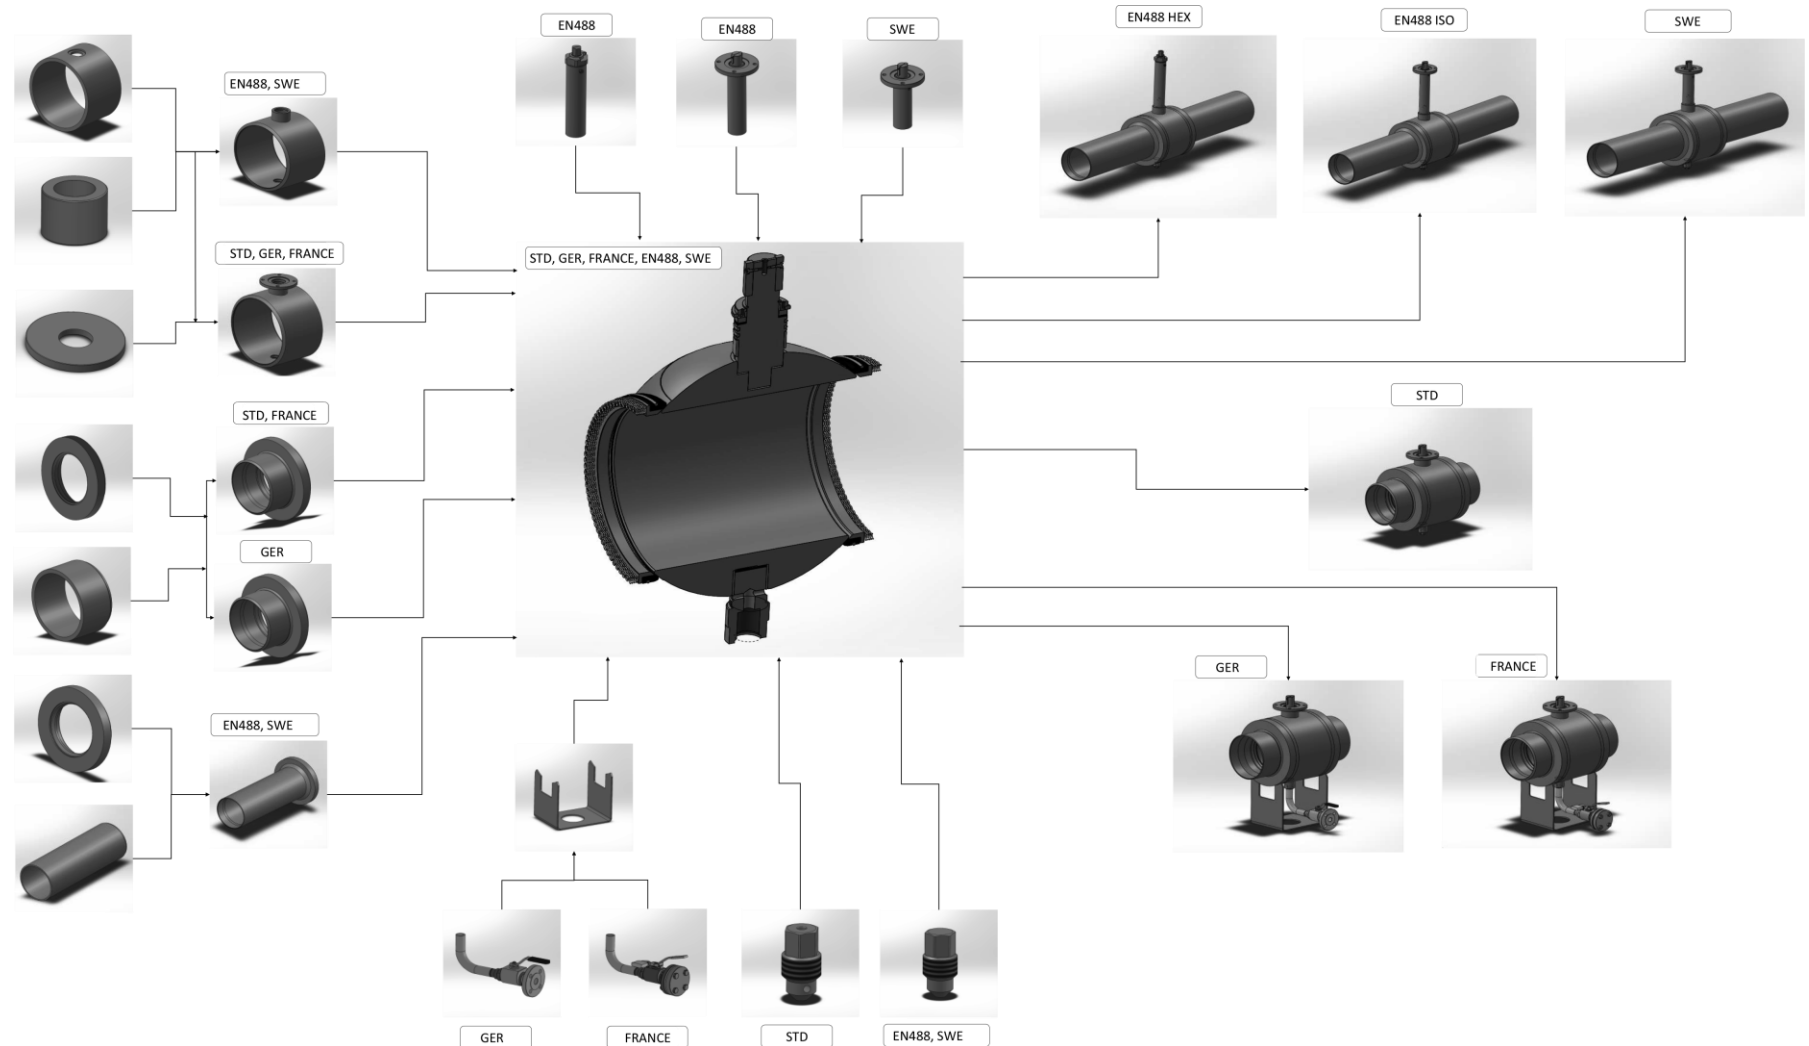 EN488
EN488
SWE
EN488 HEX
EN488 ISO
SWE
EN488, SWE
STD, GER, FRANCE
STD, GER, FRANCE, EN488, SWE
STD, FRANCE
STD
GER
GER
FRANCE
EN488, SWE
GER
FRANCE
STD
EN488, SWE